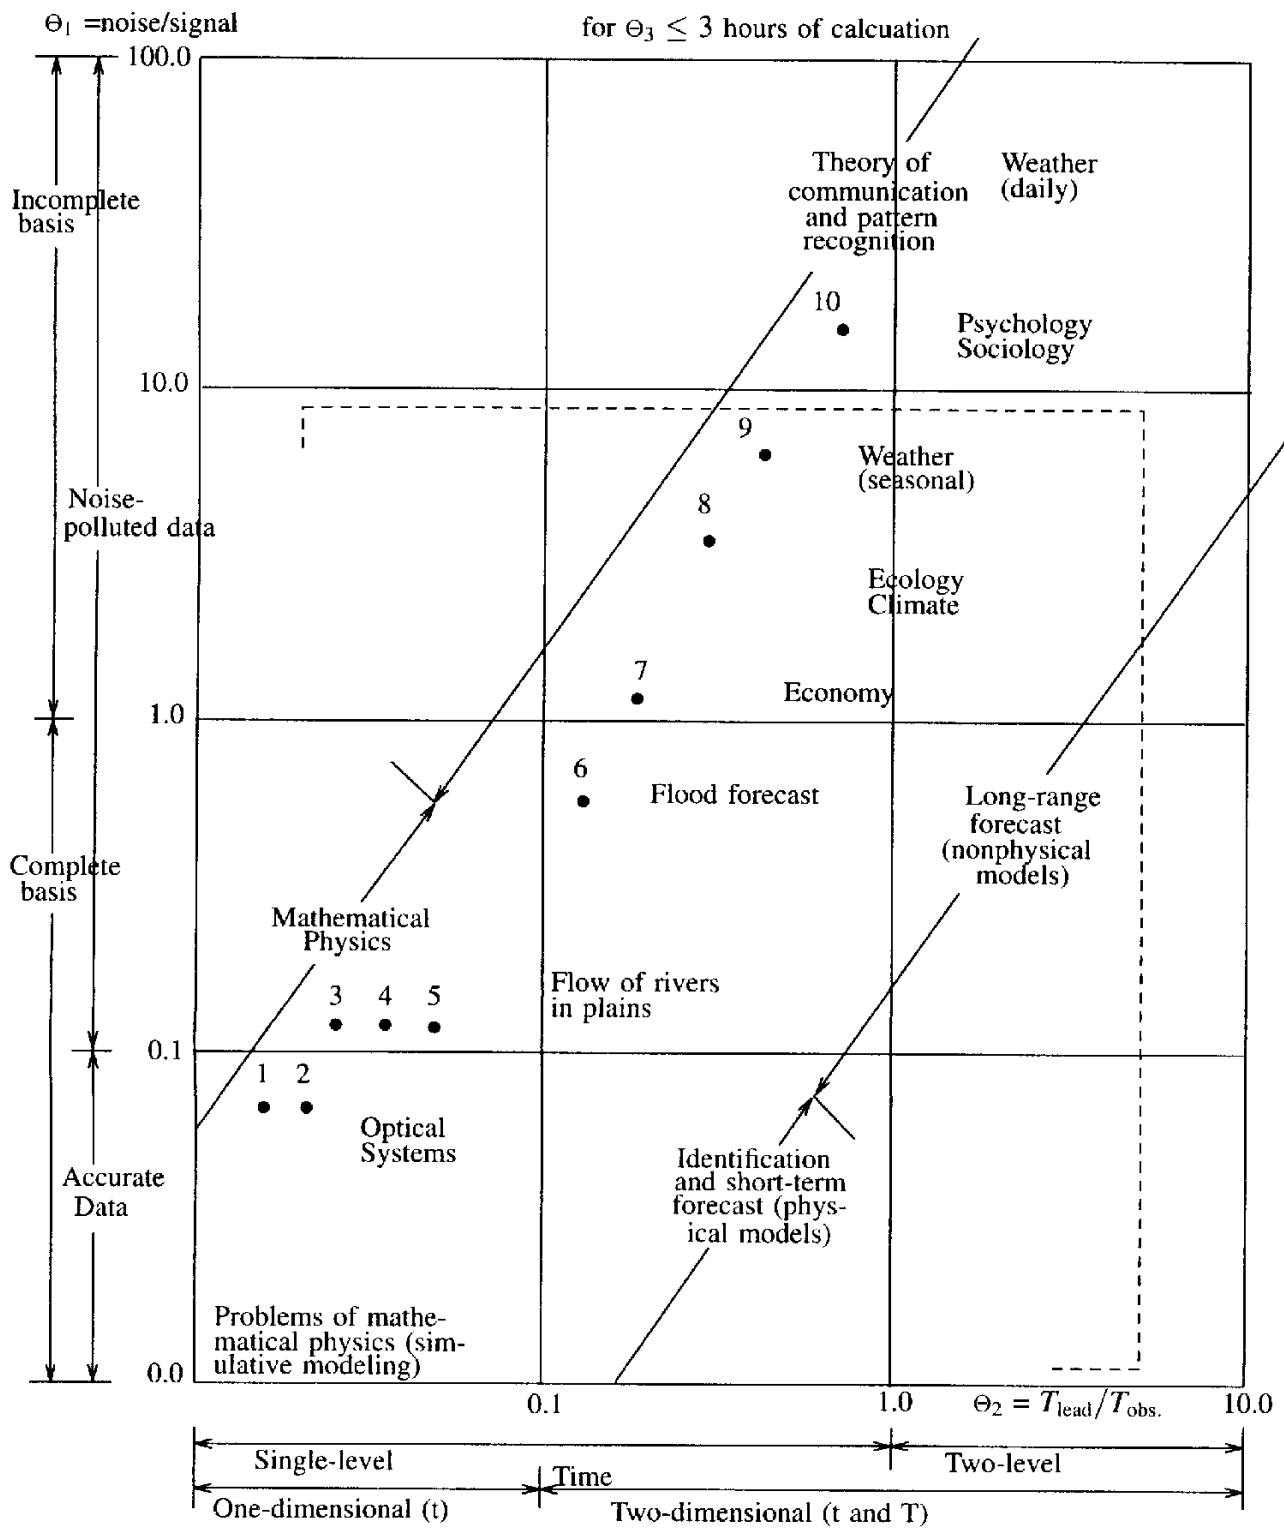 Θ₁ =noise/signal
for Θ₃ ≤ 3 hours of calcuation
100.0
Theory of
communication
and pattern
recognition
Weather
(daily)
Incomplete
basis
10
Psychology
Sociology
10.0
9
Weather
(seasonal)
8
Noise-
polluted data
Ecology
Climate
7
Economy
1.0
6
Flood forecast
Long-range
forecast
(nonphysical
models)
Complete
basis
Mathematical
Physics
Flow of rivers
in plains
3 4 5
0.1
1 2
Optical
Systems
Identification
and short-term
forecast (phys-
ical models)
Accurate
Data
Problems of mathe-
matical physics (sim-
ulative modeling)
0.0
0.1 1.0 Θ₂ = T_lead/T_obs. 10.0
Single-level
Two-level
Time
One-dimensional (t)
Two-dimensional (t and T)